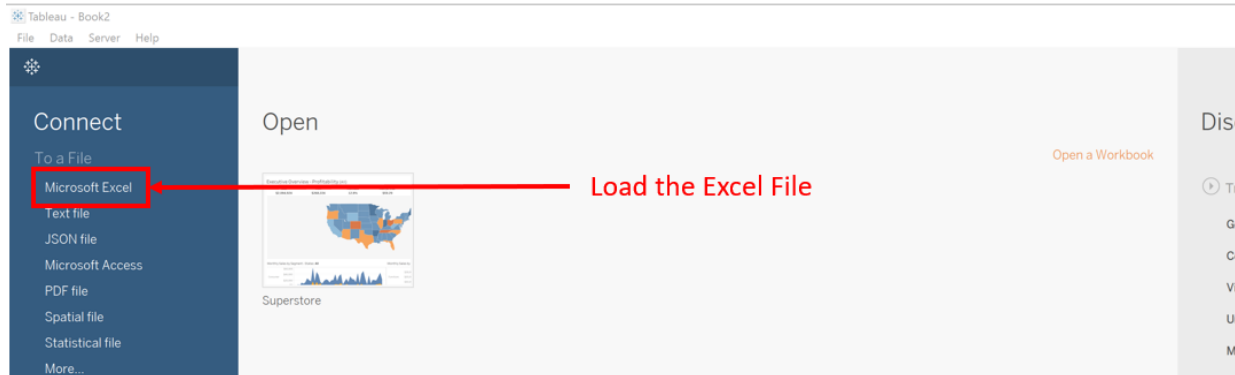 Tableau - Book2
File Data Server Help
Connect
Open
To a File
Open a Workbook
Microsoft Excel
Load the Excel File
Text file
JSON file
Microsoft Access
PDF file
Superstore
Spatial file
Statistical file
More...